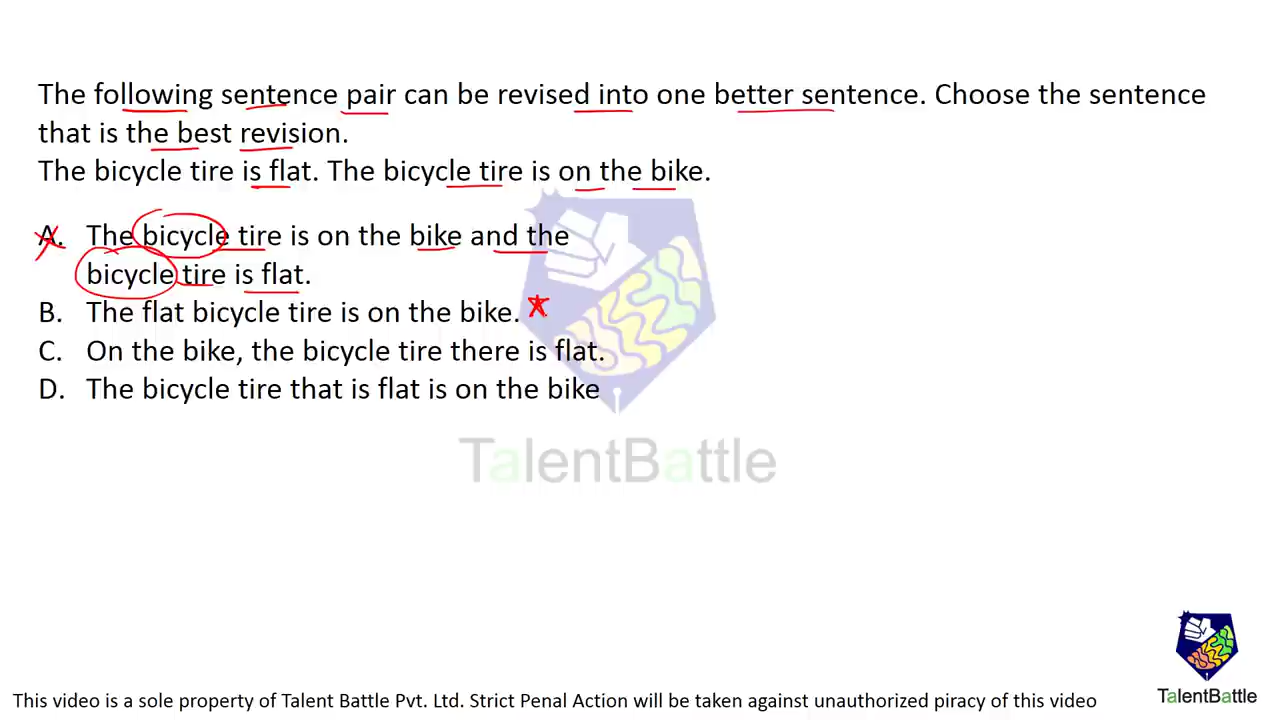 The following sentence pair can be revised into one better sentence. Choose the sentence
that is the best revision.
The bicycle tire is flat. The bicycle tire is on the bike.
A. The bicycle tire is on the bike and the
bicycle tire is flat.
B. The flat bicycle tire is on the bike.
C. On the bike, the bicycle tire there is flat.
D. The bicycle tire that is flat is on the bike
TalentBattle
TalentBattle
This video is a sole property of Talent Battle Pvt. Ltd. Strict Penal Action will be taken against unauthorized piracy of this video